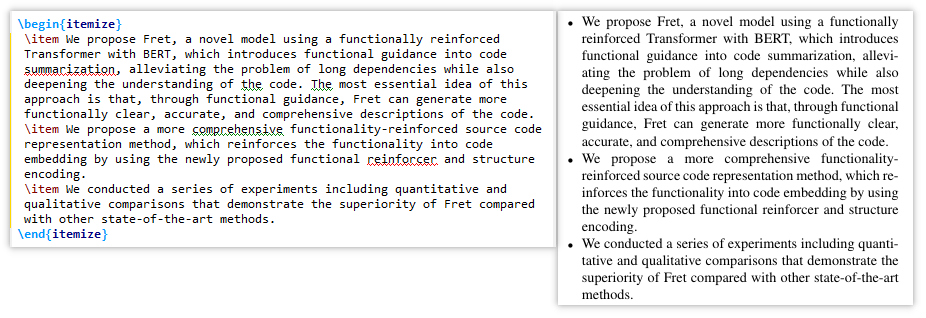 \begin{itemize}
\item We propose Fret, a novel model using a functionally reinforced
Transformer with BERT, which introduces functional guidance into code
summarization, alleviating the problem of long dependencies while also
deepening the understanding of the code. The most essential idea of this
approach is that, through functional guidance, Fret can generate more
functionally clear, accurate, and comprehensive descriptions of the code.
\item We propose a more comprehensive functionality-reinforced source code
representation method, which reinforces the functionality into code
embedding by using the newly proposed functional reinforcer and structure
encoding.
\item We conducted a series of experiments including quantitative and
qualitative comparisons that demonstrate the superiority of Fret compared
with other state-of-the-art methods.
\end{itemize}
• We propose Fret, a novel model using a functionally
reinforced Transformer with BERT, which introduces
functional guidance into code summarization, allevi-
ating the problem of long dependencies while also
deepening the understanding of the code. The most
essential idea of this approach is that, through functional
guidance, Fret can generate more functionally clear,
accurate, and comprehensive descriptions of the code.
• We propose a more comprehensive functionality-
reinforced source code representation method, which re-
inforces the functionality into code embedding by using
the newly proposed functional reinforcer and structure
encoding.
• We conducted a series of experiments including quanti-
tative and qualitative comparisons that demonstrate the
superiority of Fret compared with other state-of-the-art
methods.